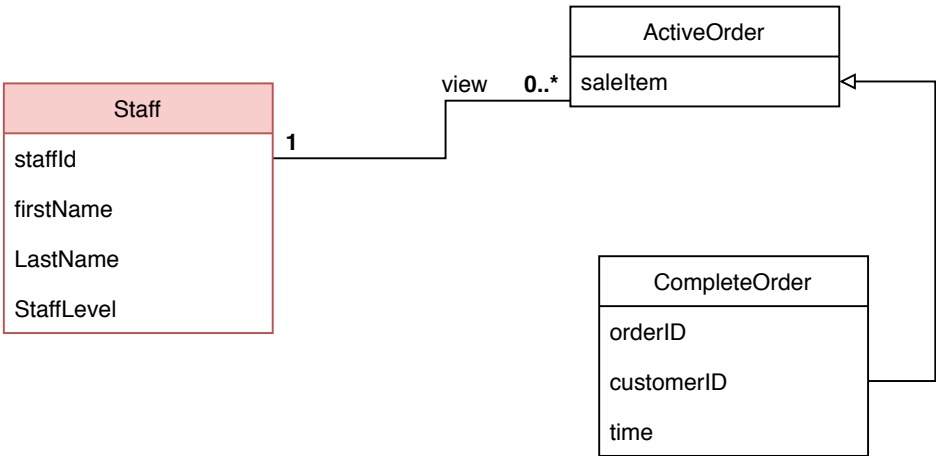 ActiveOrder
saleItem
view
0..*
1
Staff
staffId
firstName
LastName
StaffLevel
CompleteOrder
orderID
customerID
time